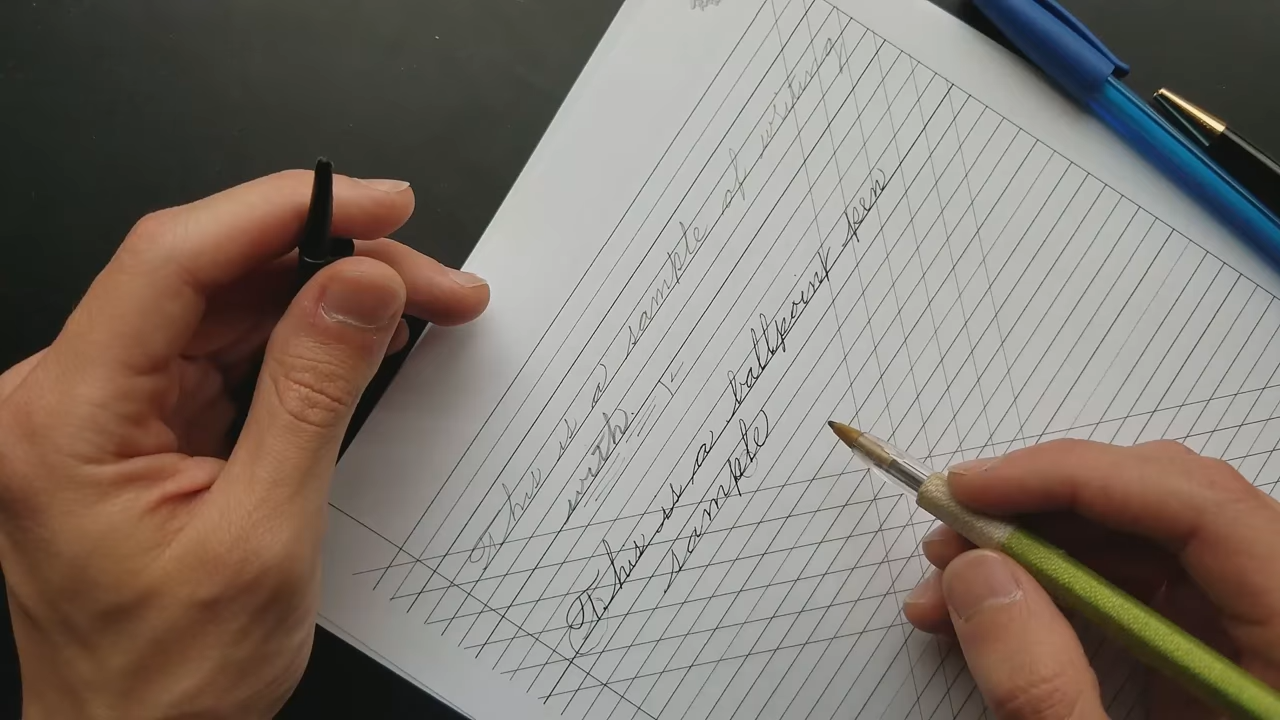 This is a sample of writing
with. I
This is a ballpoint pen
sample